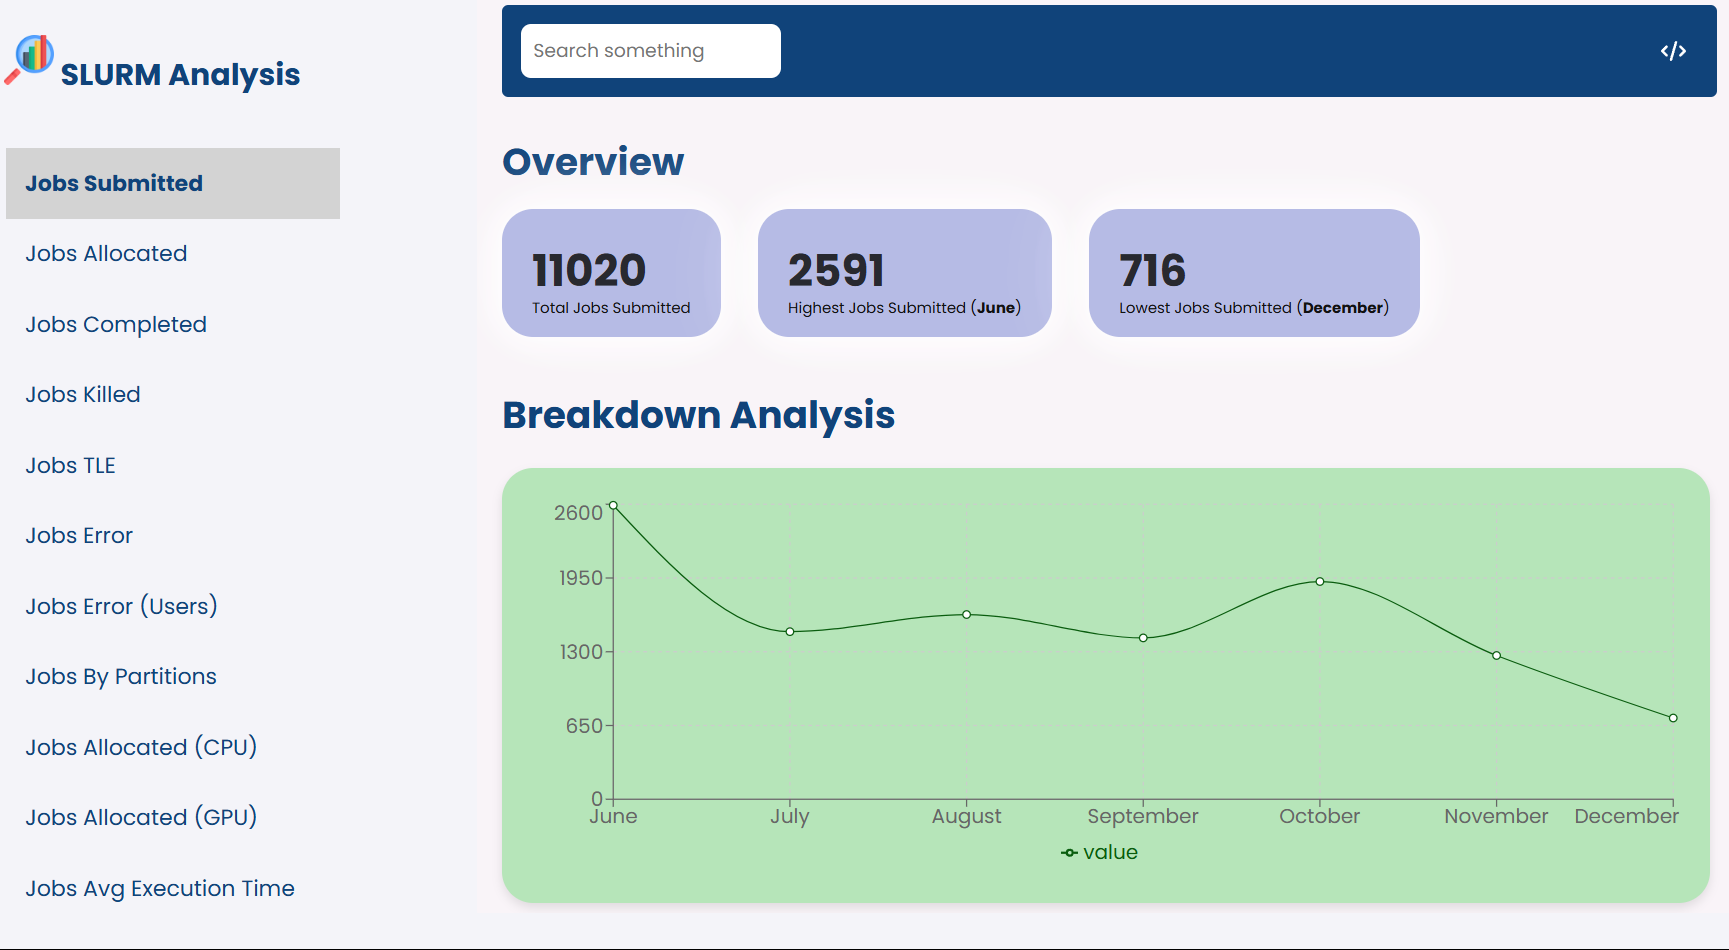 SLURM Analysis
Jobs Submitted
Jobs Allocated
Jobs Completed
Jobs Killed
Jobs TLE
Jobs Error
Jobs Error (Users)
Jobs By Partitions
Jobs Allocated (CPU)
Jobs Allocated (GPU)
Jobs Avg Execution Time
Search something
</>
Overview
11020
Total Jobs Submitted
2591
Highest Jobs Submitted (June)
716
Lowest Jobs Submitted (December)
Breakdown Analysis
2600
1950
1300
650
0
June July August September October November December
value